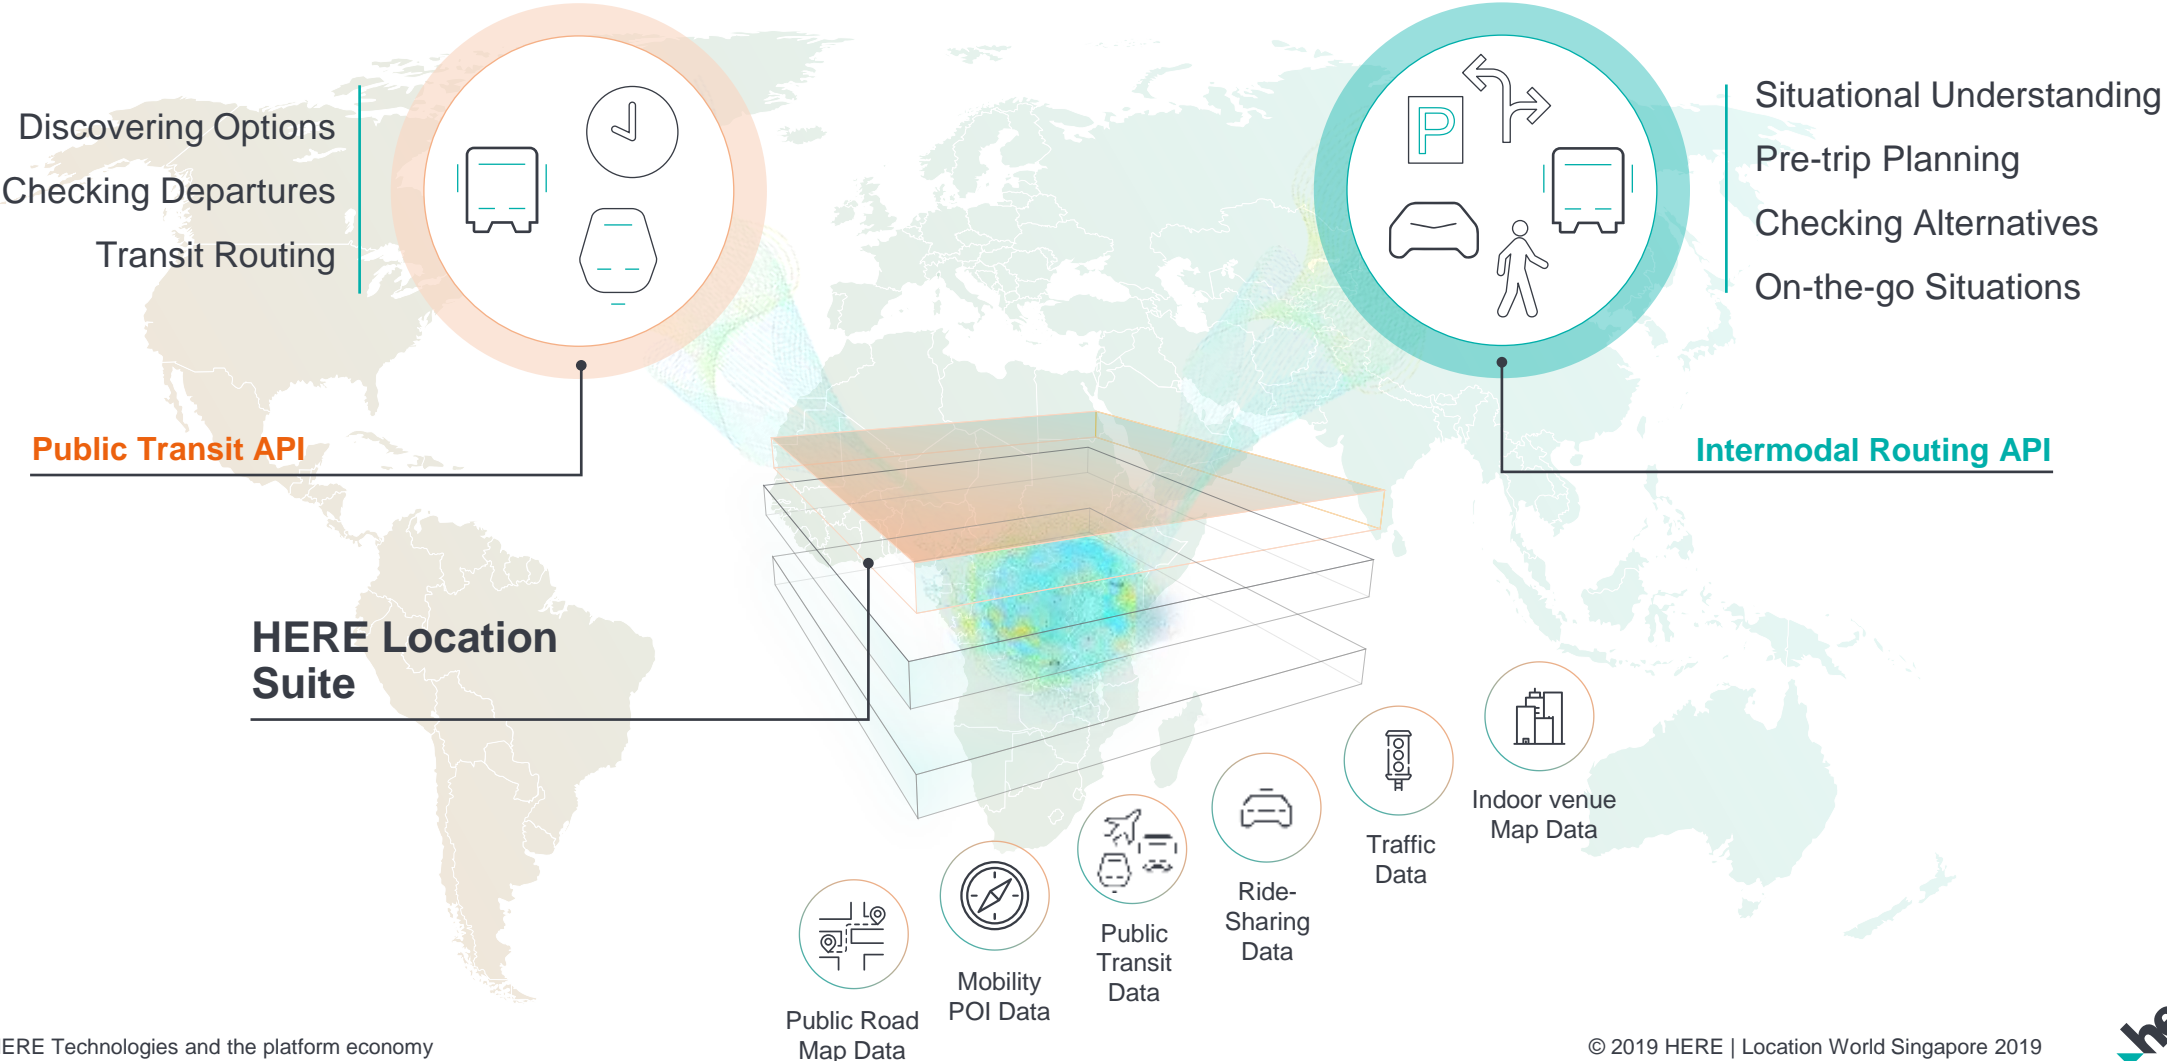 Discovering Options
Checking Departures
Transit Routing
Public Transit API
P
Situational Understanding
Pre-trip Planning
Checking Alternatives
On-the-go Situations
Intermodal Routing API
HERE Location
Suite
Public Road
Map Data
Mobility
POI Data
Public
Transit
Data
Ride-
Sharing
Data
Traffic
Data
Indoor venue
Map Data
HERE Technologies and the platform economy
© 2019 HERE | Location World Singapore 2019
here